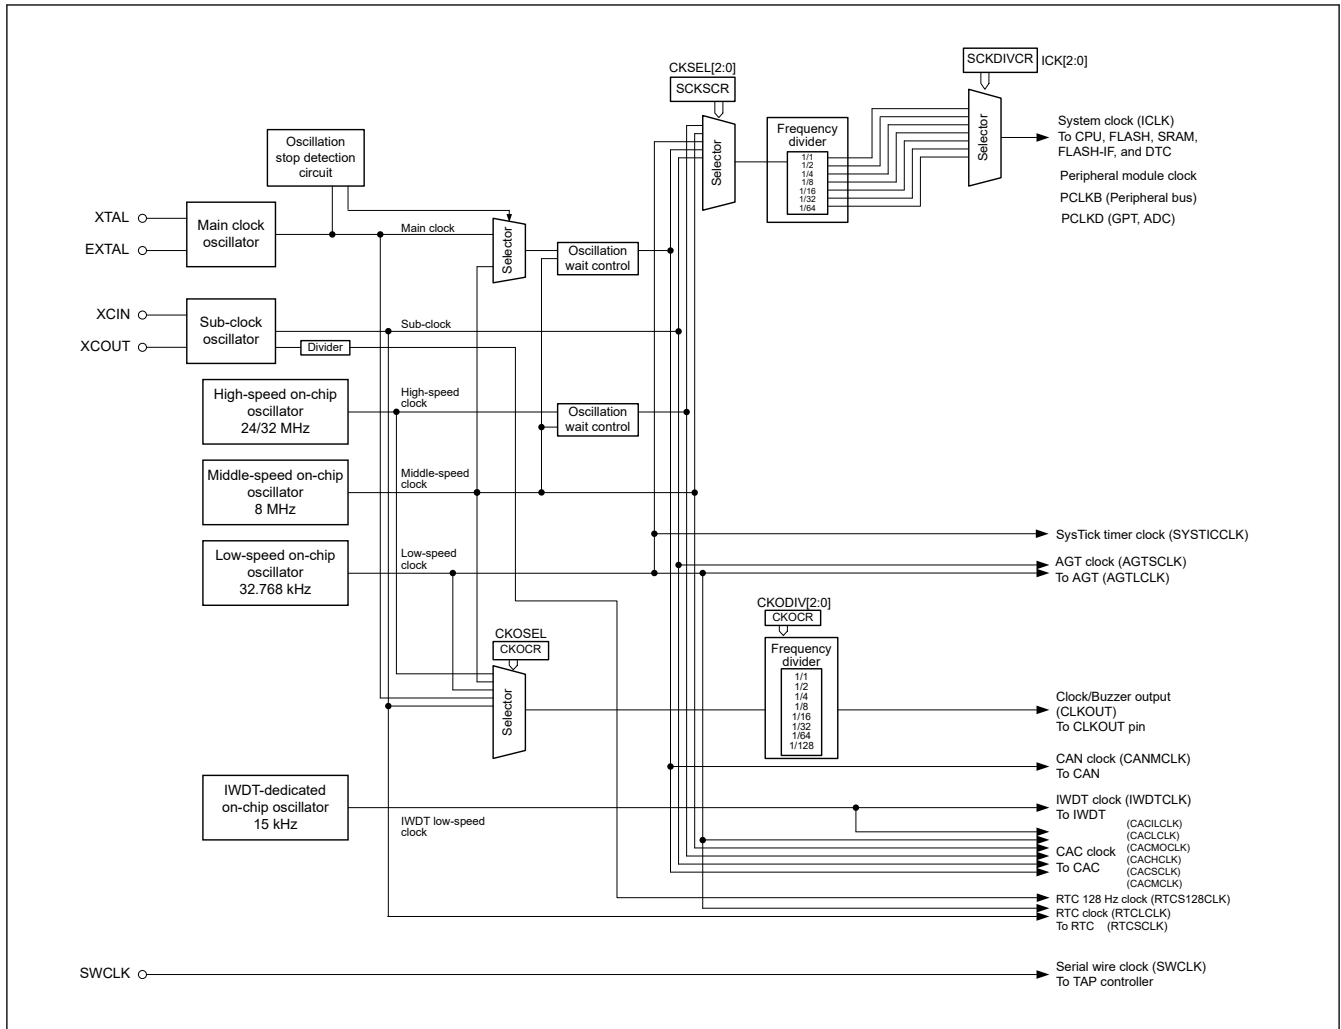 SCKDIVCR ICK[2:0]
CKSEL[2:0]
SCKSCR
Selector
Frequency
divider
1/1
1/2
1/4
1/8
1/16
1/32
1/64
Selector
System clock (ICLK)
To CPU, FLASH, SRAM,
FLASH-IF, and DTC
Peripheral module clock
PCLKB (Peripheral bus)
PCLKD (GPT, ADC)
Oscillation
stop detection
circuit
XTAL
EXTAL
Main clock
oscillator
Main clock
Selector
Oscillation
wait control
XCIN
XCOUT
Sub-clock
oscillator
Sub-clock
Divider
High-speed on-chip
oscillator
24/32 MHz
High-speed
clock
Oscillation
wait control
Middle-speed on-chip
oscillator
8 MHz
Middle-speed
clock
Low-speed on-chip
oscillator
32.768 kHz
Low-speed
clock
SysTick timer clock (SYSTICCLK)
AGT clock (AGTSCLK)
To AGT (AGTLCLK)
CKOSEL
CKOCR
Selector
CKODIV[2:0]
CKOCR
Frequency
divider
1/1
1/2
1/4
1/8
1/16
1/32
1/64
1/128
Clock/Buzzer output
(CLKOUT)
To CLKOUT pin
CAN clock (CANMCLK)
To CAN
IWDT-dedicated
on-chip oscillator
15 kHz
IWDT low-speed
clock
IWDT clock (IWDTCLK)
To IWDT
CAC clock
To CAC
(CACILCLK)
(CACLCLK)
(CACMOCLK)
(CACHCLK)
(CACSCLK)
(CACMCLK)
RTC 128 Hz clock (RTCS128CLK)
RTC clock (RTCLCLK)
To RTC (RTCSCLK)
SWCLK
Serial wire clock (SWCLK)
To TAP controller